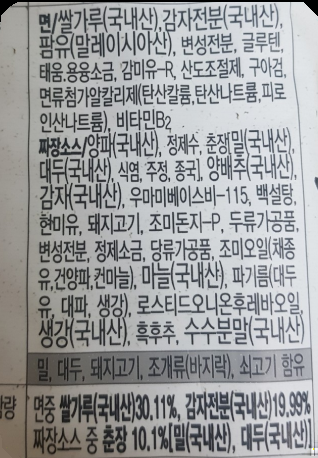 면/쌀가루(국내산),감자전분(국내산),
팜유(말레이시아산), 변성전분, 글루텐,
태움.용융소금, 감미유-R, 산도조절제, 구아검,
면류첨가알칼리제(탄산칼륨,탄산나트륨,피로
인산나트륨), 비타민B₂
짜장소스/양파(국내산), 정제수, 춘장[밀(국내산),
대두(국내산), 식염, 주정, 종국], 양배추(국내산),
감자(국내산), 우마미베이스비-115, 백설탕,
현미유, 돼지고기, 조미돈지-P, 두류가공품,
변성전분, 정제소금, 당류가공품, 조미오일(채종
유,건양파,건마늘), 마늘(국내산), 파기름(대두
유, 대파, 생강), 로스티드오니온후레바오일,
생강(국내산), 흑후추, 수수분말(국내산)
밀, 대두, 돼지고기, 조개류(바지락), 쇠고기 함유
량 면중 쌀가루(국내산)30.11%, 감자전분(국내산)19.99%
짜장소스 중 춘장 10.1%[밀(국내산), 대두(국내산)]